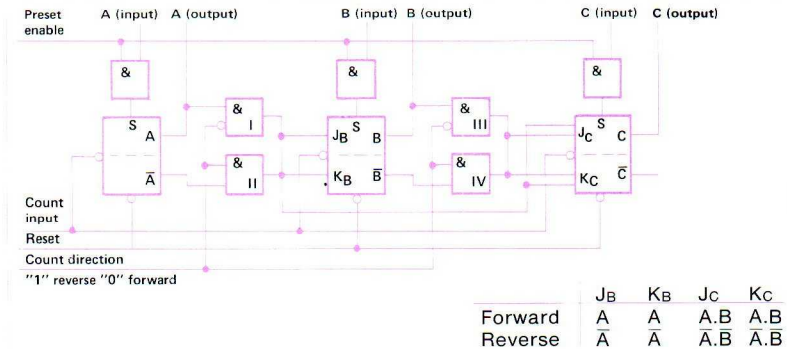 Preset enable
A (input) A (output) B (input) B (output) C (input) C (output)
& & &
& &
S A I S III S
J_B B J_C C
& &
A̅ II K_B B̅ IV K_C C̅
Count input
Reset
Count direction
"1" reverse "0" forward
J_B K_B J_C K_C
Forward A A A.B A.B
Reverse A̅ A̅ A̅.B̅ A̅.B̅